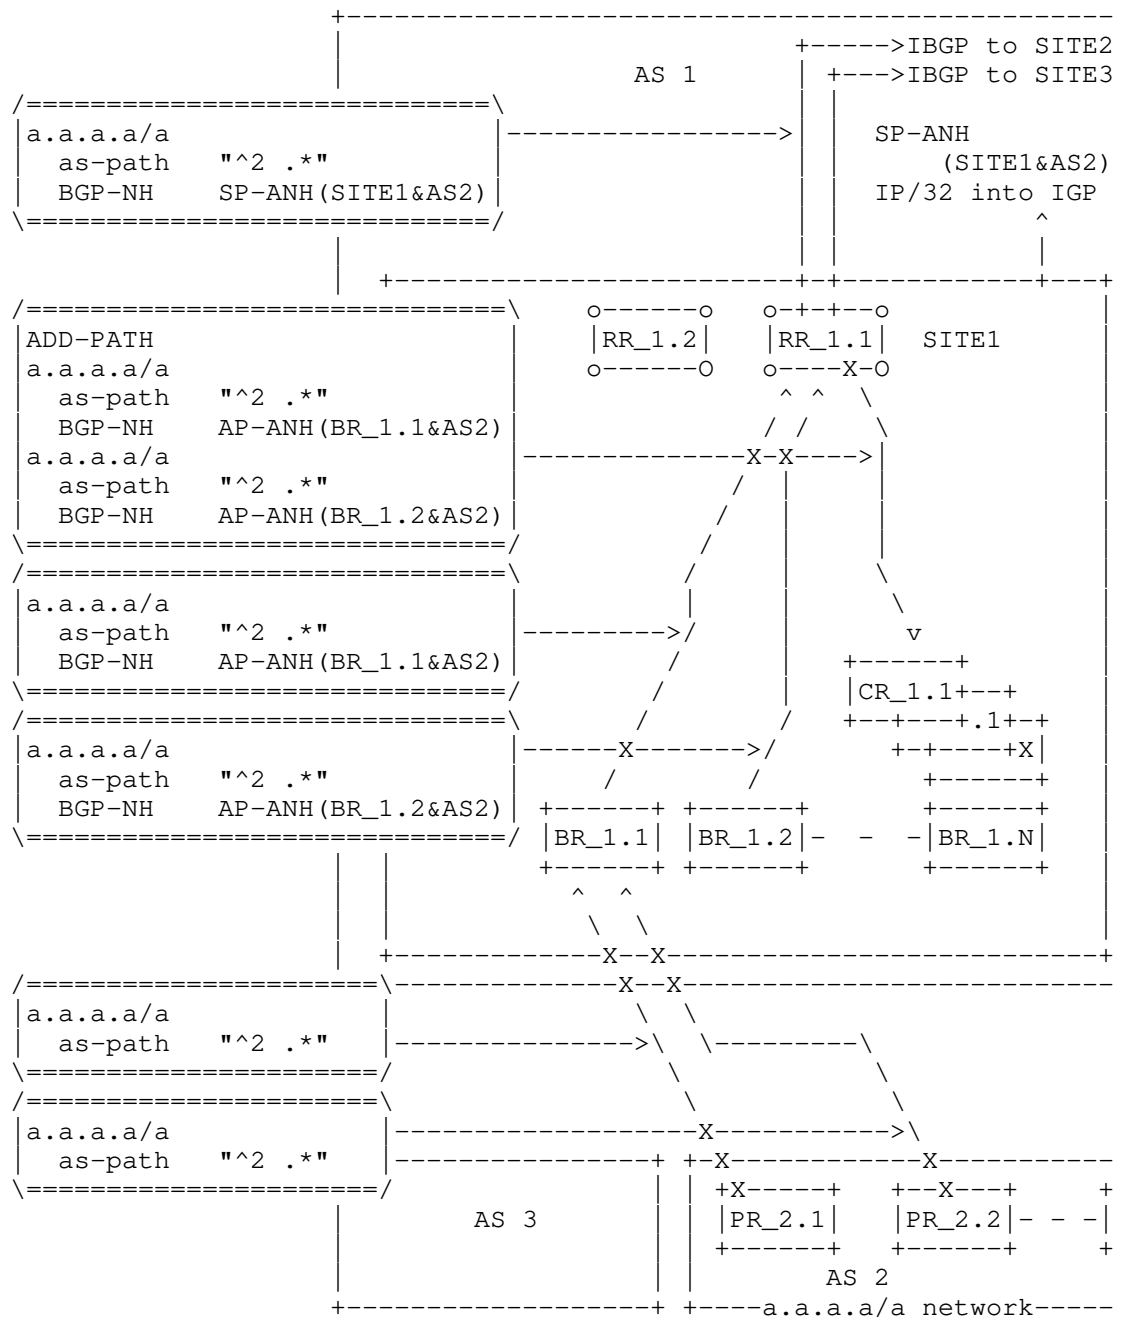 IBGP to SITE2
AS 1
IBGP to SITE3
a.a.a.a/a
SP-ANH
as-path "^2 .*"
(SITE1&AS2)
BGP-NH SP-ANH(SITE1&AS2)
IP/32 into IGP
ADD-PATH
RR_1.2
RR_1.1
SITE1
a.a.a.a/a
as-path "^2 .*"
BGP-NH AP-ANH(BR_1.1&AS2)
a.a.a.a/a
as-path "^2 .*"
BGP-NH AP-ANH(BR_1.2&AS2)
a.a.a.a/a
as-path "^2 .*"
BGP-NH AP-ANH(BR_1.1&AS2)
CR_1.1
.1
a.a.a.a/a
as-path "^2 .*"
BGP-NH AP-ANH(BR_1.2&AS2)
BR_1.1
BR_1.2
BR_1.N
a.a.a.a/a
as-path "^2 .*"
a.a.a.a/a
as-path "^2 .*"
AS 3
PR_2.1
PR_2.2
AS 2
a.a.a.a/a network